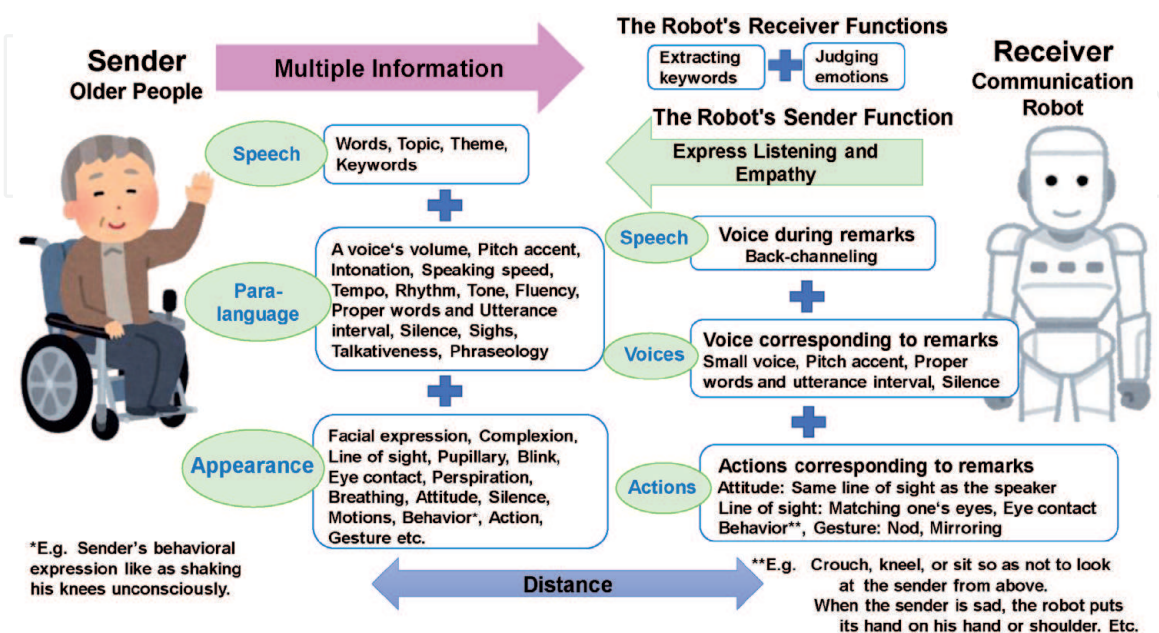 Sender
Older People
Multiple Information
The Robot's Receiver Functions
Extracting
keywords
Judging
emotions
Receiver
Communication
Robot
The Robot's Sender Function
Express Listening and
Empathy
Speech
Words, Topic, Theme,
Keywords
Para-
language
A voice's volume, Pitch accent,
Intonation, Speaking speed,
Tempo, Rhythm, Tone, Fluency,
Proper words and Utterance
interval, Silence, Sighs,
Talkativeness, Phraseology
Appearance
Facial expression, Complexion,
Line of sight, Pupillary, Blink,
Eye contact, Perspiration,
Breathing, Attitude, Silence,
Motions, Behavior*, Action,
Gesture etc.
*E.g. Sender's behavioral
expression like as shaking
his knees unconsciously.
Speech
Voice during remarks
Back-channeling
Voices
Voice corresponding to remarks
Small voice, Pitch accent, Proper
words and utterance interval, Silence
Actions
Actions corresponding to remarks
Attitude: Same line of sight as the speaker
Line of sight: Matching one's eyes, Eye contact
Behavior**, Gesture: Nod, Mirroring
Distance
**E.g. Crouch, kneel, or sit so as not to look
at the sender from above.
When the sender is sad, the robot puts
its hand on his hand or shoulder. Etc.